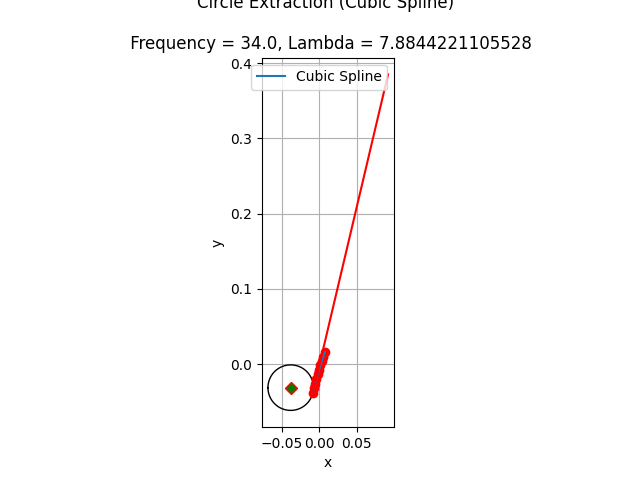 Circle Extraction (Cubic Spline)
Frequency = 34.0, Lambda = 7.8844221105528
Cubic Spline
0.4
0.3
0.2
0.1
0.0
y
−0.05 0.00 0.05
x